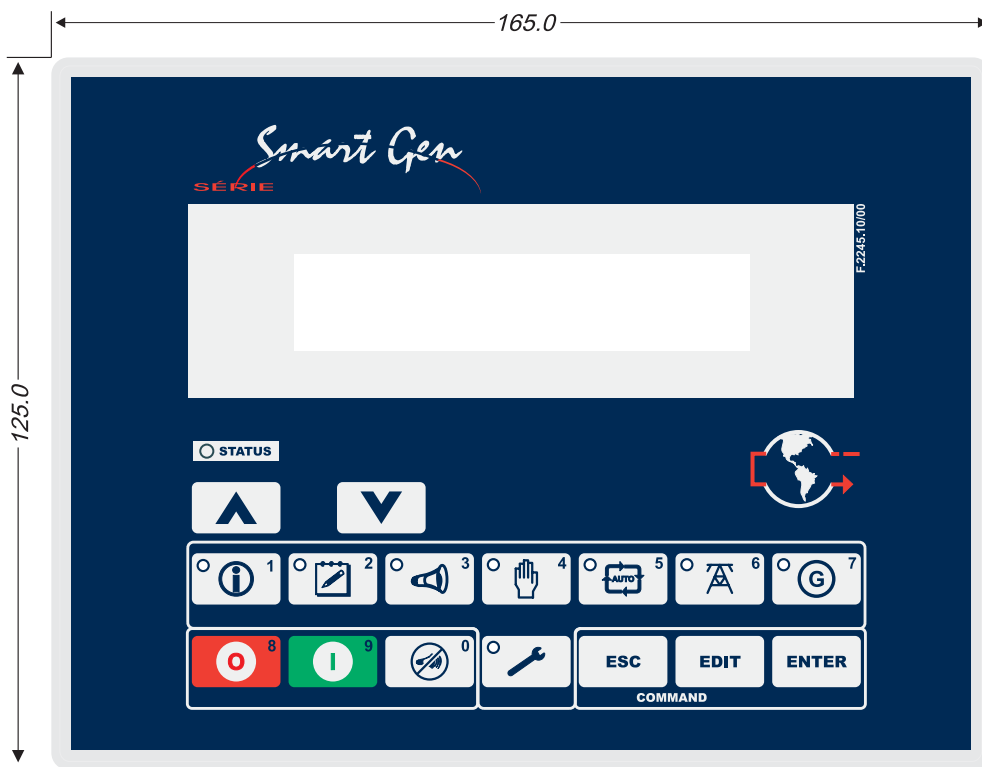 165.0
125.0
Smárt Gen
SÉRIE
F.2245.10/00
STATUS
1 2 3 4 AUTO 5 6 G 7
O 8 I 9 0 ESC EDIT ENTER
COMMAND